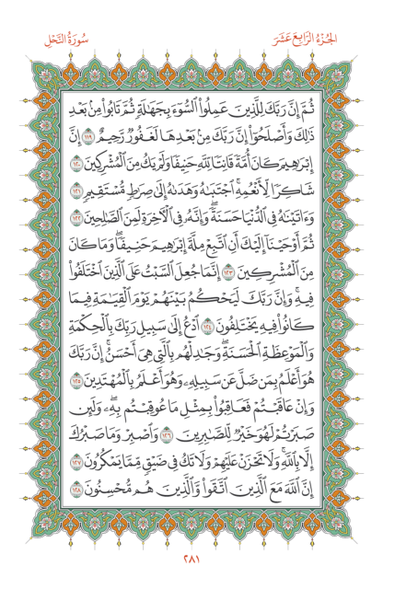 الجُزءُ الرَّابِعَ عَشَرَ
سُورَةُ النَّحْلِ
ثُمَّ إِنَّ رَبَّكَ لِلَّذِينَ عَمِلُوا۟ ٱلسُّوٓءَ بِجَهَٰلَةٍ ثُمَّ تَابُوا۟ مِنۢ بَعْدِ
ذَٰلِكَ وَأَصْلَحُوٓا۟ إِنَّ رَبَّكَ مِنۢ بَعْدِهَا لَغَفُورٌ رَّحِيمٌ ١١٩ إِنَّ
إِبْرَٰهِيمَ كَانَ أُمَّةً قَانِتًا لِّلَّهِ حَنِيفًا وَلَمْ يَكُ مِنَ ٱلْمُشْرِكِينَ ١٢٠
شَاكِرًا لِّأَنْعُمِهِ ۚ ٱجْتَبَىٰهُ وَهَدَىٰهُ إِلَىٰ صِرَٰطٍ مُّسْتَقِيمٍ ١٢١
وَءَاتَيْنَٰهُ فِى ٱلدُّنْيَا حَسَنَةً ۖ وَإِنَّهُۥ فِى ٱلْءَاخِرَةِ لَمِنَ ٱلصَّٰلِحِينَ ١٢٢
ثُمَّ أَوْحَيْنَآ إِلَيْكَ أَنِ ٱتَّبِعْ مِلَّةَ إِبْرَٰهِيمَ حَنِيفًا ۖ وَمَا كَانَ
مِنَ ٱلْمُشْرِكِينَ ١٢٣ إِنَّمَا جُعِلَ ٱلسَّبْتُ عَلَى ٱلَّذِينَ ٱخْتَلَفُوا۟
فِيهِ ۚ وَإِنَّ رَبَّكَ لَيَحْكُمُ بَيْنَهُمْ يَوْمَ ٱلْقِيَٰمَةِ فِيمَا
كَانُوا۟ فِيهِ يَخْتَلِفُونَ ١٢٤ ٱدْعُ إِلَىٰ سَبِيلِ رَبِّكَ بِٱلْحِكْمَةِ
وَٱلْمَوْعِظَةِ ٱلْحَسَنَةِ ۖ وَجَٰدِلْهُم بِٱلَّتِى هِىَ أَحْسَنُ ۚ إِنَّ رَبَّكَ
هُوَ أَعْلَمُ بِمَن ضَلَّ عَن سَبِيلِهِۦ ۖ وَهُوَ أَعْلَمُ بِٱلْمُهْتَدِينَ ١٢٥
وَإِنْ عَاقَبْتُمْ فَعَاقِبُوا۟ بِمِثْلِ مَا عُوقِبْتُم بِهِۦ ۖ وَلَئِن
صَبَرْتُمْ لَهُوَ خَيْرٌ لِّلصَّٰبِرِينَ ١٢٦ وَٱصْبِرْ وَمَا صَبْرُكَ
إِلَّا بِٱللَّهِ ۚ وَلَا تَحْزَنْ عَلَيْهِمْ وَلَا تَكُ فِى ضَيْقٍ مِّمَّا يَمْكُرُونَ ١٢٧
إِنَّ ٱللَّهَ مَعَ ٱلَّذِينَ ٱتَّقَوا۟ وَّٱلَّذِينَ هُم مُّحْسِنُونَ ١٢٨
٢٨١